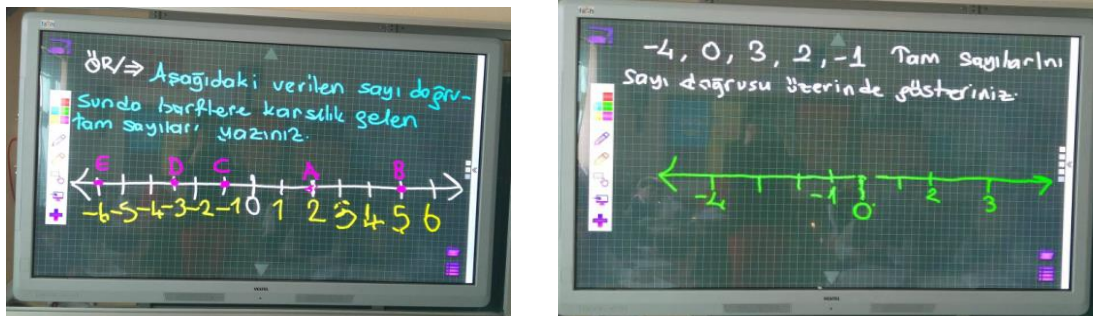 ÖR/⇒ Aşağıdaki verilen sayı doğru-
sunda harflere karşılık gelen
tam sayıları yazınız.
E D C A B
-6 -5 -4 -3 -2 -1 0 1 2 3 4 5 6
-4, 0, 3, 2, -1 Tam sayılarını
sayı doğrusu üzerinde gösteriniz.
-4 -1 0 2 3